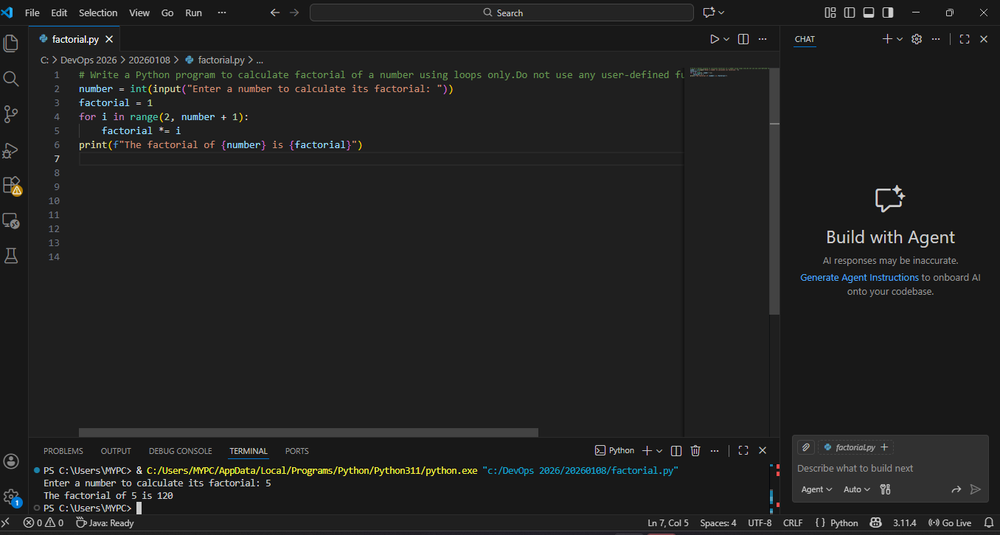 File Edit Selection View Go Run ··· Search
factorial.py
CHAT
C: > DevOps 2026 > 20260108 > factorial.py > ...
1 # Write a Python program to calculate factorial of a number using loops only.Do not use any user-defined fu
2 number = int(input("Enter a number to calculate its factorial: "))
3 factorial = 1
4 for i in range(2, number + 1):
5     factorial *= i
6 print(f"The factorial of {number} is {factorial}")
7
8
9
10
11
12
13
14
Build with Agent
AI responses may be inaccurate.
Generate Agent Instructions to onboard AI
onto your codebase.
PROBLEMS OUTPUT DEBUG CONSOLE TERMINAL PORTS Python
PS C:\Users\MYPC> & C:/Users/MYPC/AppData/Local/Programs/Python/Python311/python.exe "c:/DevOps 2026/20260108/factorial.py"
Enter a number to calculate its factorial: 5
The factorial of 5 is 120
PS C:\Users\MYPC>
factorial.py +
Describe what to build next
Agent Auto
1
0 0 Java: Ready Ln 7, Col 5 Spaces: 4 UTF-8 CRLF {} Python 3.11.4 Go Live